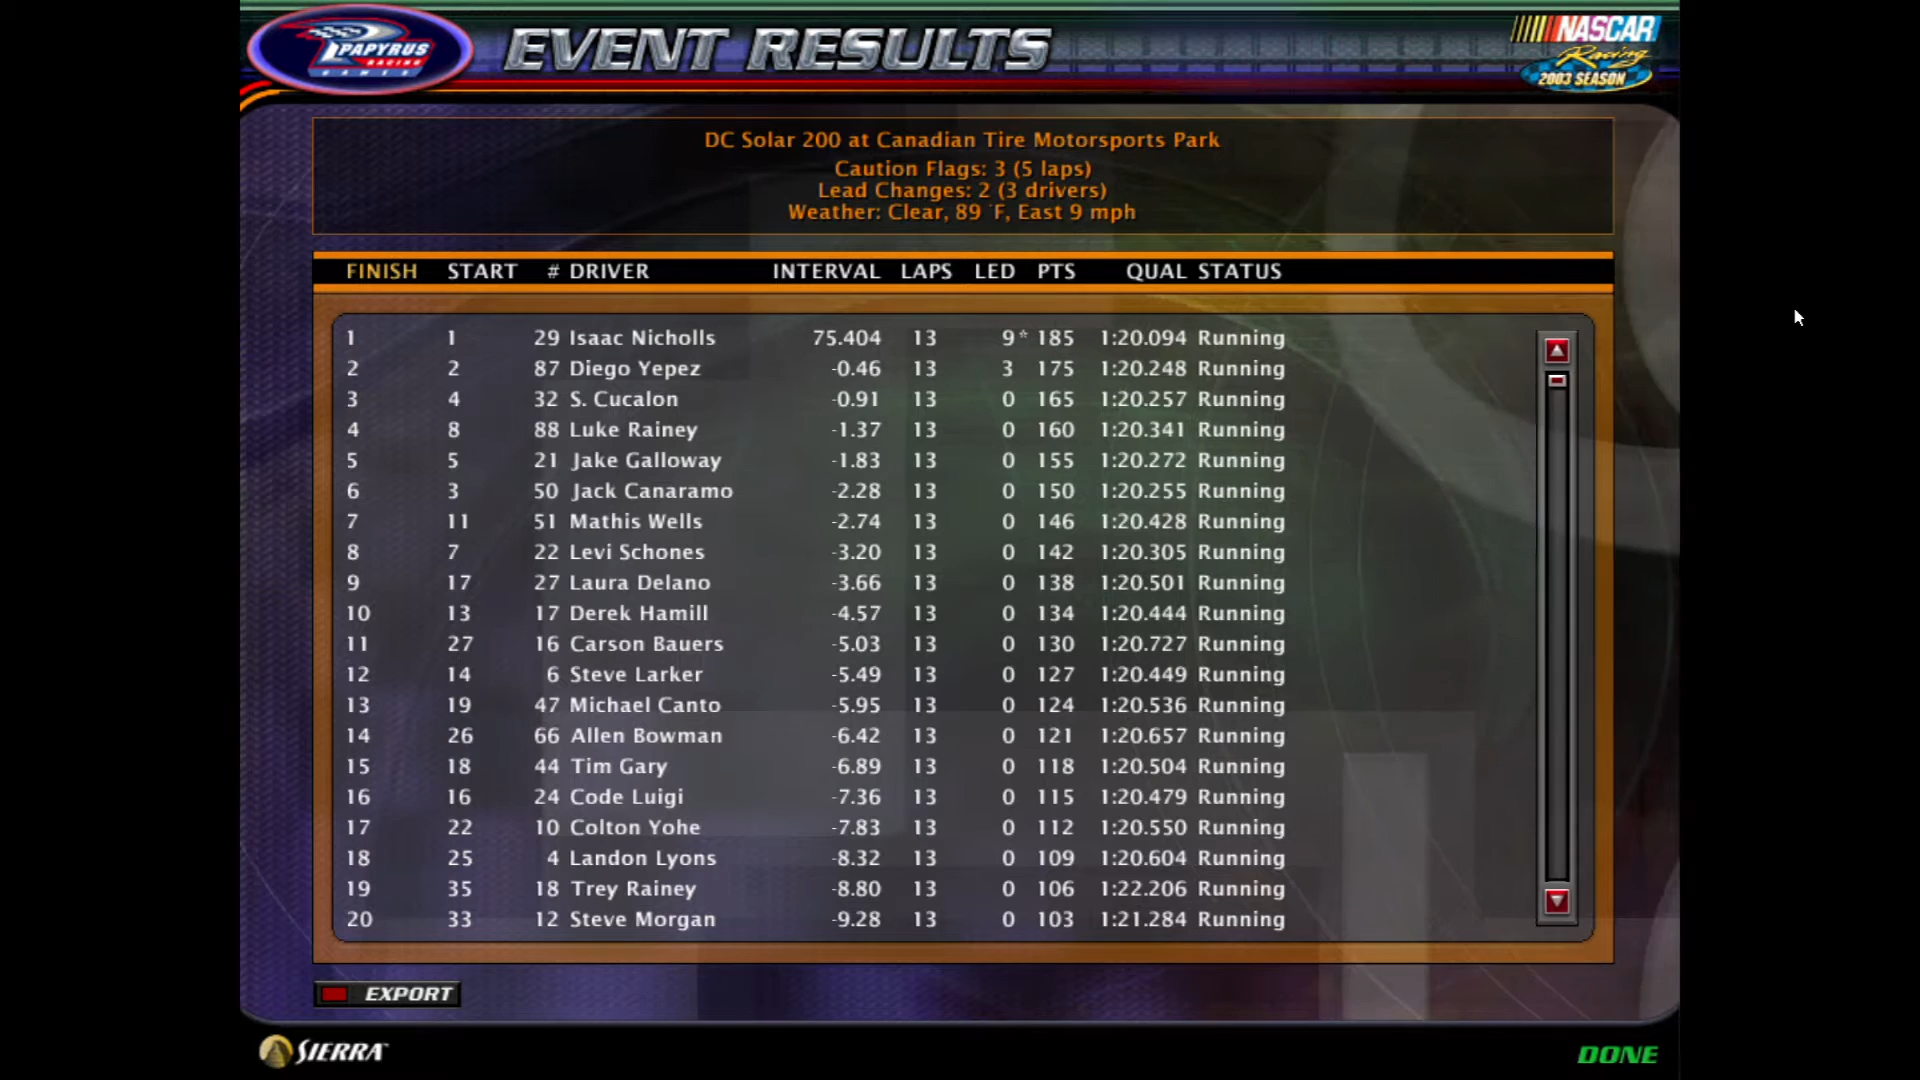 PAPYRUS
RACING
GAMES
EVENT RESULTS
NASCAR
Racing
2003 SEASON
DC Solar 200 at Canadian Tire Motorsports Park
Caution Flags: 3 (5 laps)
Lead Changes: 2 (3 drivers)
Weather: Clear, 89 °F, East 9 mph
FINISH START # DRIVER INTERVAL LAPS LED PTS QUAL STATUS
1 1 29 Isaac Nicholls 75.404 13 9* 185 1:20.094 Running
2 2 87 Diego Yepez -0.46 13 3 175 1:20.248 Running
3 4 32 S. Cucalon -0.91 13 0 165 1:20.257 Running
4 8 88 Luke Rainey -1.37 13 0 160 1:20.341 Running
5 5 21 Jake Galloway -1.83 13 0 155 1:20.272 Running
6 3 50 Jack Canaramo -2.28 13 0 150 1:20.255 Running
7 11 51 Mathis Wells -2.74 13 0 146 1:20.428 Running
8 7 22 Levi Schones -3.20 13 0 142 1:20.305 Running
9 17 27 Laura Delano -3.66 13 0 138 1:20.501 Running
10 13 17 Derek Hamill -4.57 13 0 134 1:20.444 Running
11 27 16 Carson Bauers -5.03 13 0 130 1:20.727 Running
12 14 6 Steve Larker -5.49 13 0 127 1:20.449 Running
13 19 47 Michael Canto -5.95 13 0 124 1:20.536 Running
14 26 66 Allen Bowman -6.42 13 0 121 1:20.657 Running
15 18 44 Tim Gary -6.89 13 0 118 1:20.504 Running
16 16 24 Code Luigi -7.36 13 0 115 1:20.479 Running
17 22 10 Colton Yohe -7.83 13 0 112 1:20.550 Running
18 25 4 Landon Lyons -8.32 13 0 109 1:20.604 Running
19 35 18 Trey Rainey -8.80 13 0 106 1:22.206 Running
20 33 12 Steve Morgan -9.28 13 0 103 1:21.284 Running
EXPORT
SIERRA
DONE